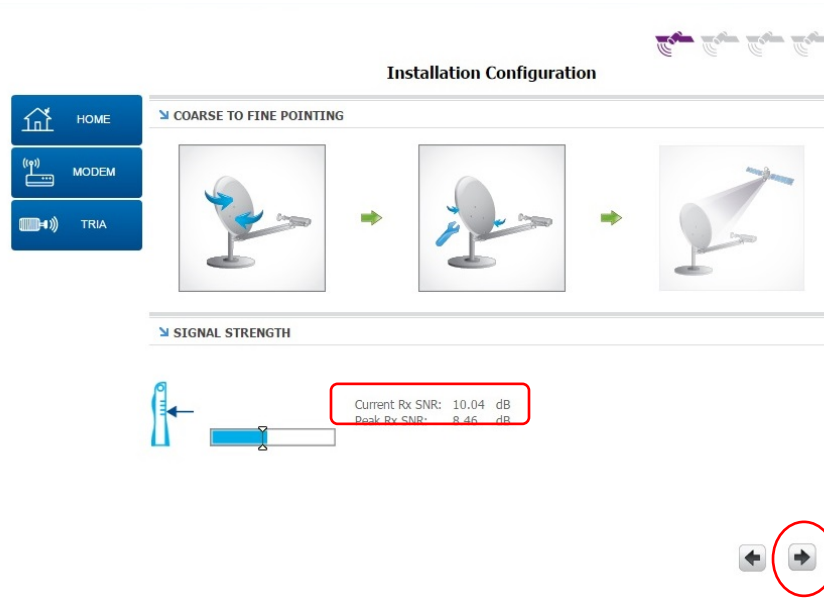 Installation Configuration
HOME
MODEM
TRIA
COARSE TO FINE POINTING
SIGNAL STRENGTH
Current Rx SNR: 10.04 dB
Peak Rx SNR: 8.46 dB